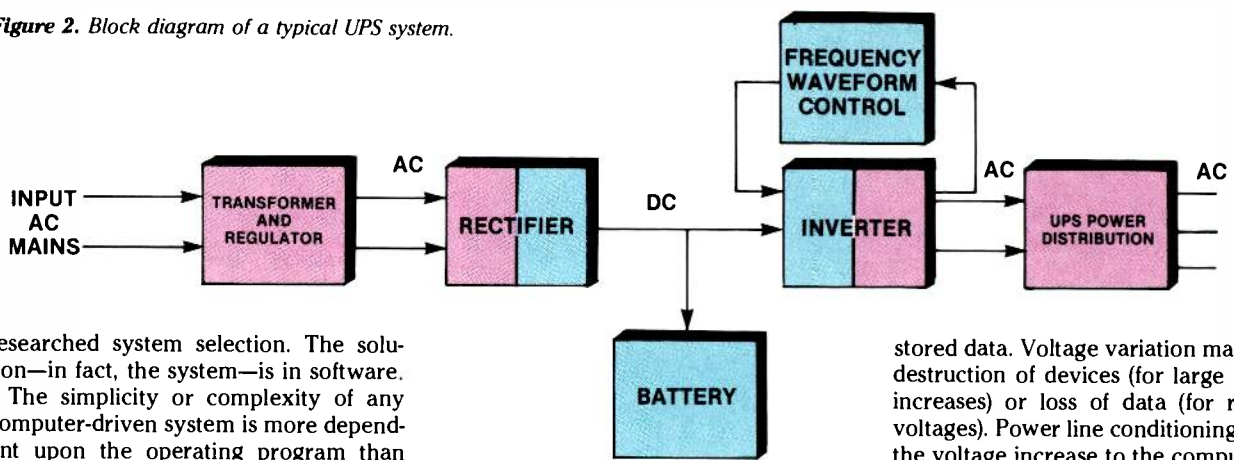 Figure 2. Block diagram of a typical UPS system.
FREQUENCY
WAVEFORM
CONTROL
INPUT
AC
MAINS
TRANSFORMER
AND
REGULATOR
AC
RECTIFIER
DC
INVERTER
AC
UPS POWER
DISTRIBUTION
AC
BATTERY
esearched system selection. The solu-
on—in fact, the system—is in software.
The simplicity or complexity of any
omputer-driven system is more depend-
nt upon the operating program than
stored data. Voltage variation ma
destruction of devices (for large
increases) or loss of data (for r
voltages). Power line conditioning
the voltage increase to the compu